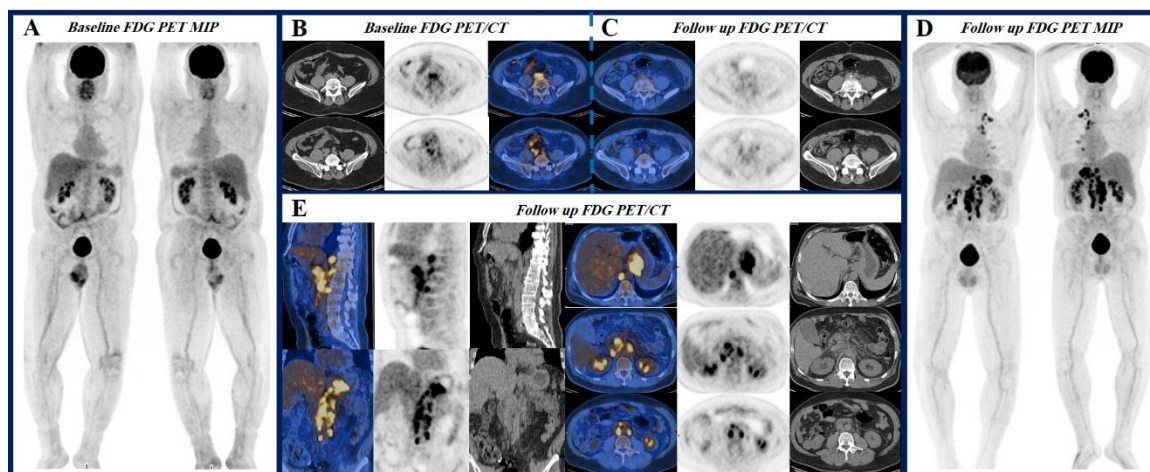 A Baseline FDG PET MIP
B Baseline FDG PET/CT
C Follow up FDG PET/CT
D Follow up FDG PET MIP
E Follow up FDG PET/CT